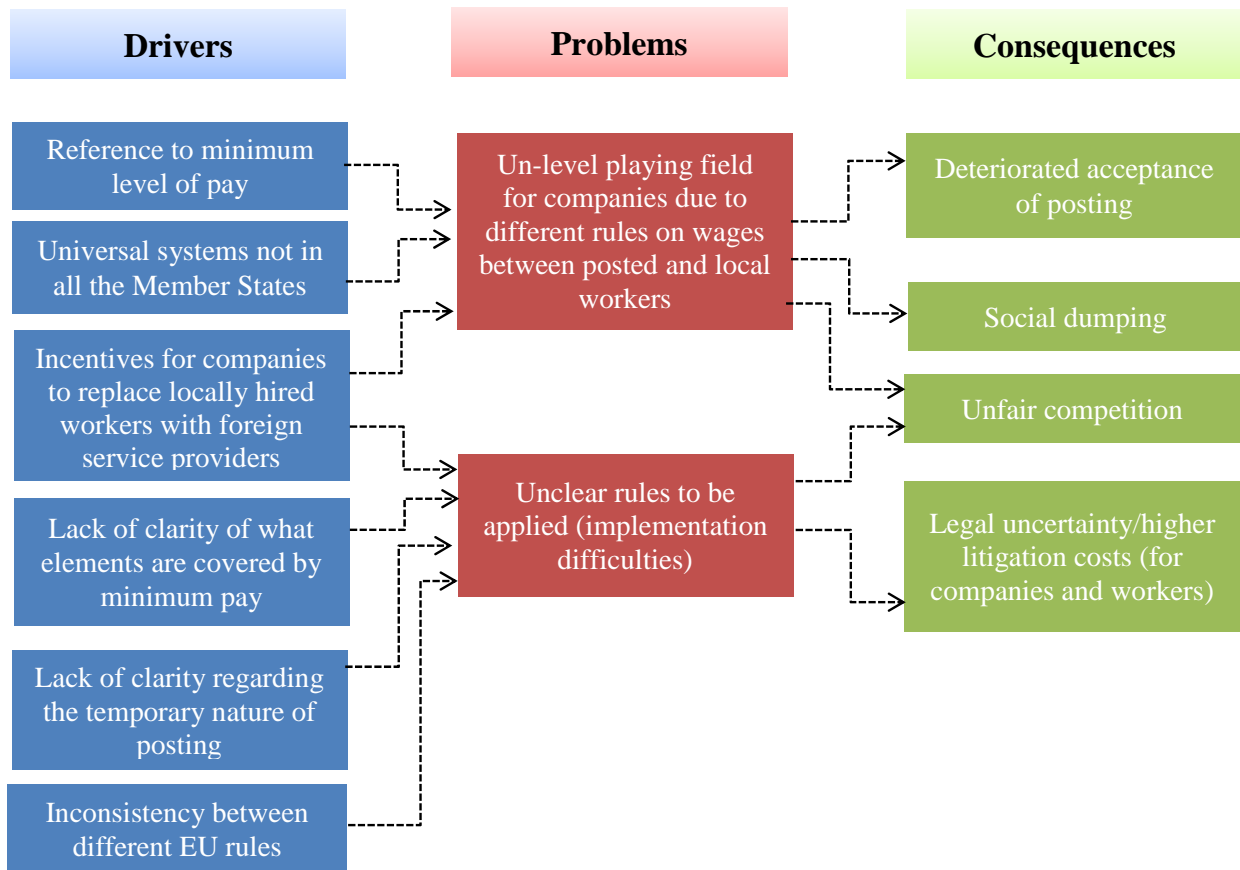 Drivers
Problems
Consequences
Reference to minimum
level of pay
Universal systems not in
all the Member States
Incentives for companies
to replace locally hired
workers with foreign
service providers
Lack of clarity of what
elements are covered by
minimum pay
Lack of clarity regarding
the temporary nature of
posting
Inconsistency between
different EU rules
Un-level playing field
for companies due to
different rules on wages
between posted and local
workers
Unclear rules to be
applied (implementation
difficulties)
Deteriorated acceptance
of posting
Social dumping
Unfair competition
Legal uncertainty/higher
litigation costs (for
companies and workers)